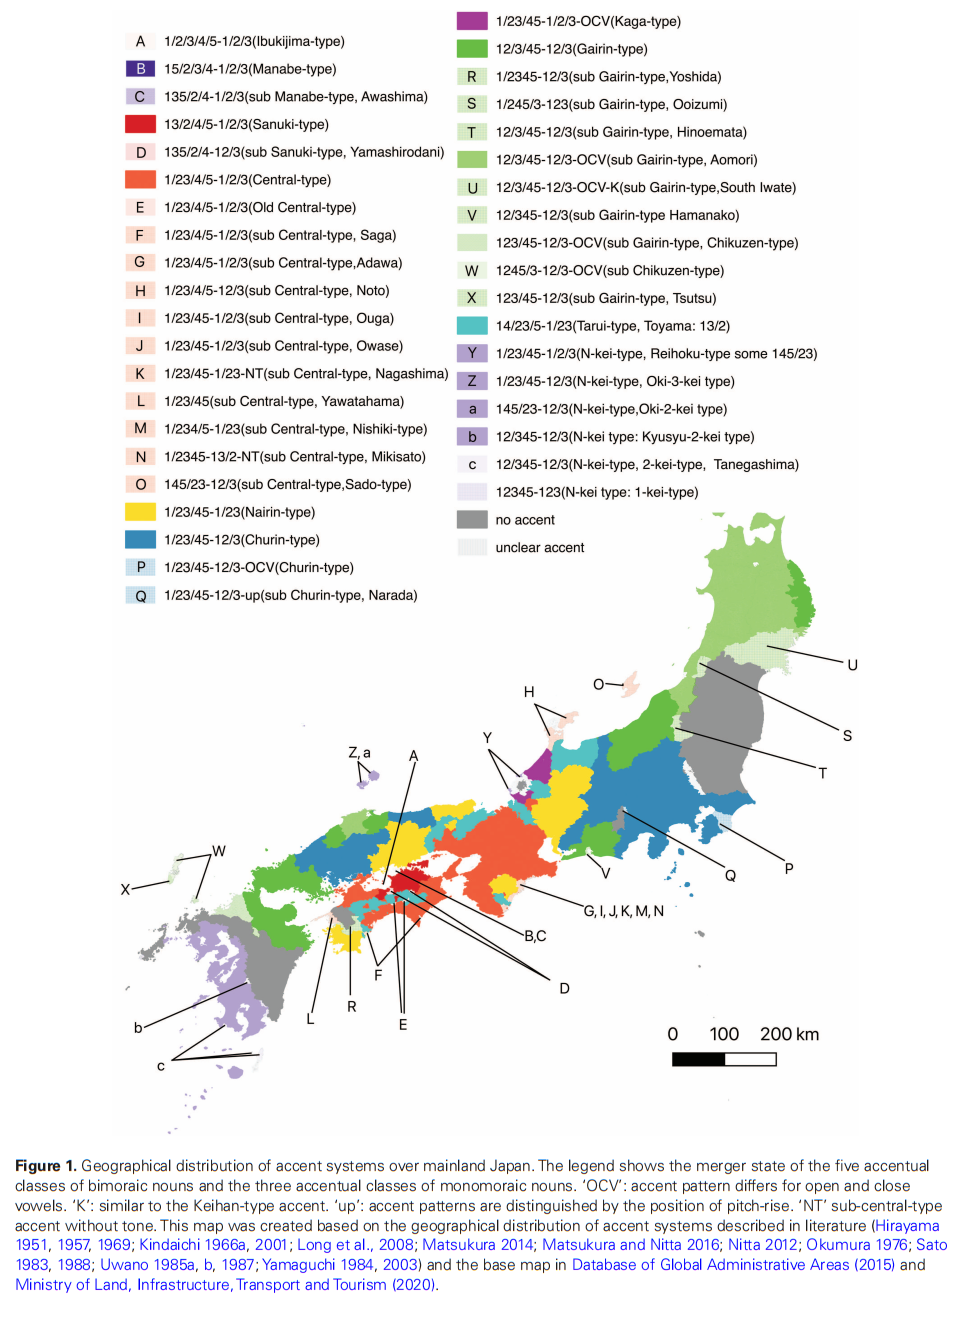 A 1/2/3/4/5-1/2/3(Ibukijima-type)
B 15/2/3/4-1/2/3(Manabe-type)
C 135/2/4-1/2/3(sub Manabe-type, Awashima)
13/2/4/5-1/2/3(Sanuki-type)
D 135/2/4-12/3(sub Sanuki-type, Yamashirodani)
1/23/4/5-1/2/3(Central-type)
E 1/23/4/5-1/2/3(Old Central-type)
F 1/23/4/5-1/2/3(sub Central-type, Saga)
G 1/23/4/5-1/2/3(sub Central-type,Adawa)
H 1/23/4/5-12/3(sub Central-type, Noto)
I 1/23/45-1/2/3(sub Central-type, Ouga)
J 1/23/45-1/2/3(sub Central-type, Owase)
K 1/23/45-1/23-NT(sub Central-type, Nagashima)
L 1/23/45(sub Central-type, Yawatahama)
M 1/234/5-1/23(sub Central-type, Nishiki-type)
N 1/2345-13/2-NT(sub Central-type, Mikisato)
O 145/23-12/3(sub Central-type,Sado-type)
1/23/45-1/23(Nairin-type)
1/23/45-12/3(Churin-type)
P 1/23/45-12/3-OCV(Churin-type)
Q 1/23/45-12/3-up(sub Churin-type, Narada)
1/23/45-1/2/3-OCV(Kaga-type)
12/3/45-12/3(Gairin-type)
R 1/2345-12/3(sub Gairin-type,Yoshida)
S 1/245/3-123(sub Gairin-type, Ooizumi)
T 12/3/45-12/3(sub Gairin-type, Hinoemata)
12/3/45-12/3-OCV(sub Gairin-type, Aomori)
U 12/3/45-12/3-OCV-K(sub Gairin-type,South Iwate)
V 12/345-12/3(sub Gairin-type Hamanako)
123/45-12/3-OCV(sub Gairin-type, Chikuzen-type)
W 1245/3-12/3-OCV(sub Chikuzen-type)
X 123/45-12/3(sub Gairin-type, Tsutsu)
14/23/5-1/23(Tarui-type, Toyama: 13/2)
Y 1/23/45-1/2/3(N-kei-type, Reihoku-type some 145/23)
Z 1/23/45-12/3(N-kei-type, Oki-3-kei type)
a 145/23-12/3(N-kei-type,Oki-2-kei type)
b 12/345-12/3(N-kei type: Kyusyu-2-kei type)
c 12/345-12/3(N-kei-type, 2-kei-type, Tanegashima)
12345-123(N-kei type: 1-kei-type)
no accent
unclear accent
U
O
H
S
Y
Z, a
A
T
W
X
P
Q
V
G, I, J, K, M, N
B,C
F
D
R
L
E
b
c
0 100 200 km
Figure 1. Geographical distribution of accent systems over mainland Japan. The legend shows the merger state of the five accentual
classes of bimoraic nouns and the three accentual classes of monomoraic nouns. ‘OCV’: accent pattern differs for open and close
vowels. ‘K’: similar to the Keihan-type accent. ‘up’: accent patterns are distinguished by the position of pitch-rise. ‘NT’ sub-central-type
accent without tone. This map was created based on the geographical distribution of accent systems described in literature (Hirayama
1951, 1957, 1969; Kindaichi 1966a, 2001; Long et al., 2008; Matsukura 2014; Matsukura and Nitta 2016; Nitta 2012; Okumura 1976; Sato
1983, 1988; Uwano 1985a, b, 1987; Yamaguchi 1984, 2003) and the base map in Database of Global Administrative Areas (2015) and
Ministry of Land, Infrastructure, Transport and Tourism (2020).